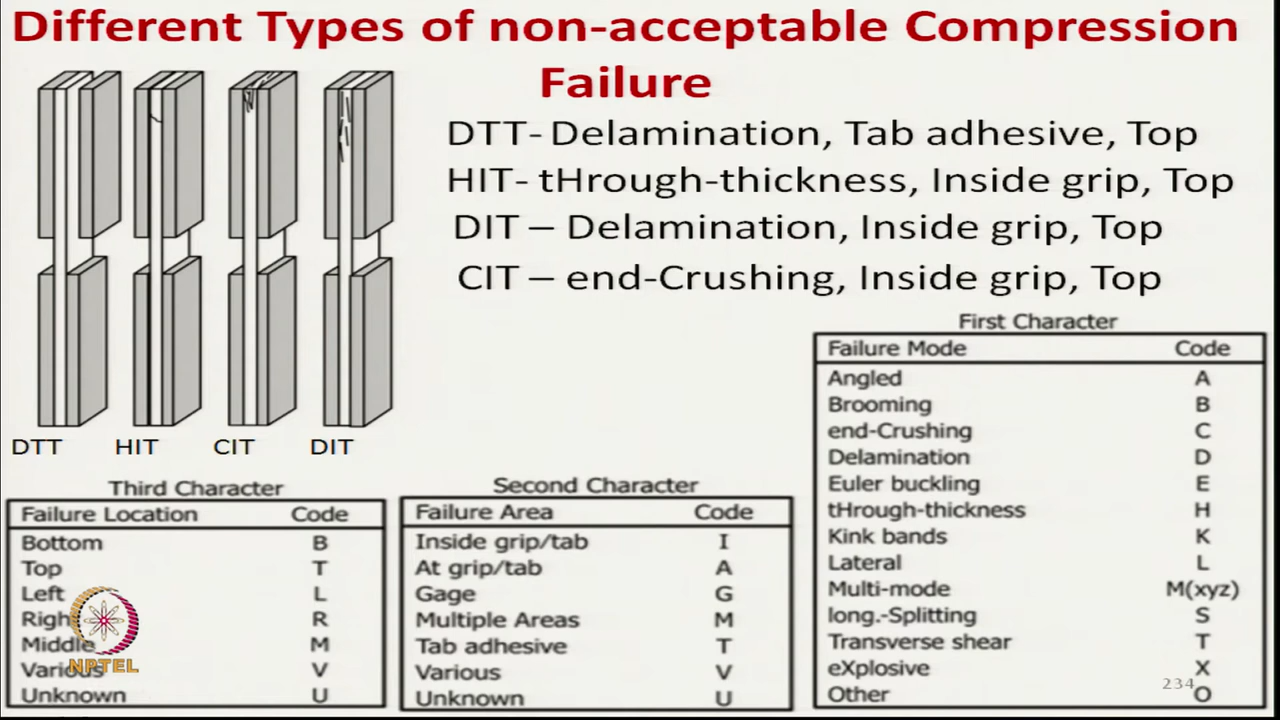 Different Types of non-acceptable Compression
Failure
DTT- Delamination, Tab adhesive, Top
HIT- tHrough-thickness, Inside grip, Top
DIT – Delamination, Inside grip, Top
CIT – end-Crushing, Inside grip, Top
DTT HIT CIT DIT
First Character
Failure Mode Code
Angled A
Brooming B
end-Crushing C
Delamination D
Euler buckling E
tHrough-thickness H
Kink bands K
Lateral L
Multi-mode M(xyz)
long.-Splitting S
Transverse shear T
eXplosive X
Other O
Third Character
Failure Location Code
Bottom B
Top T
Left L
Right R
Middle M
Various V
Unknown U
Second Character
Failure Area Code
Inside grip/tab I
At grip/tab A
Gage G
Multiple Areas M
Tab adhesive T
Various V
Unknown U
NPTEL
234